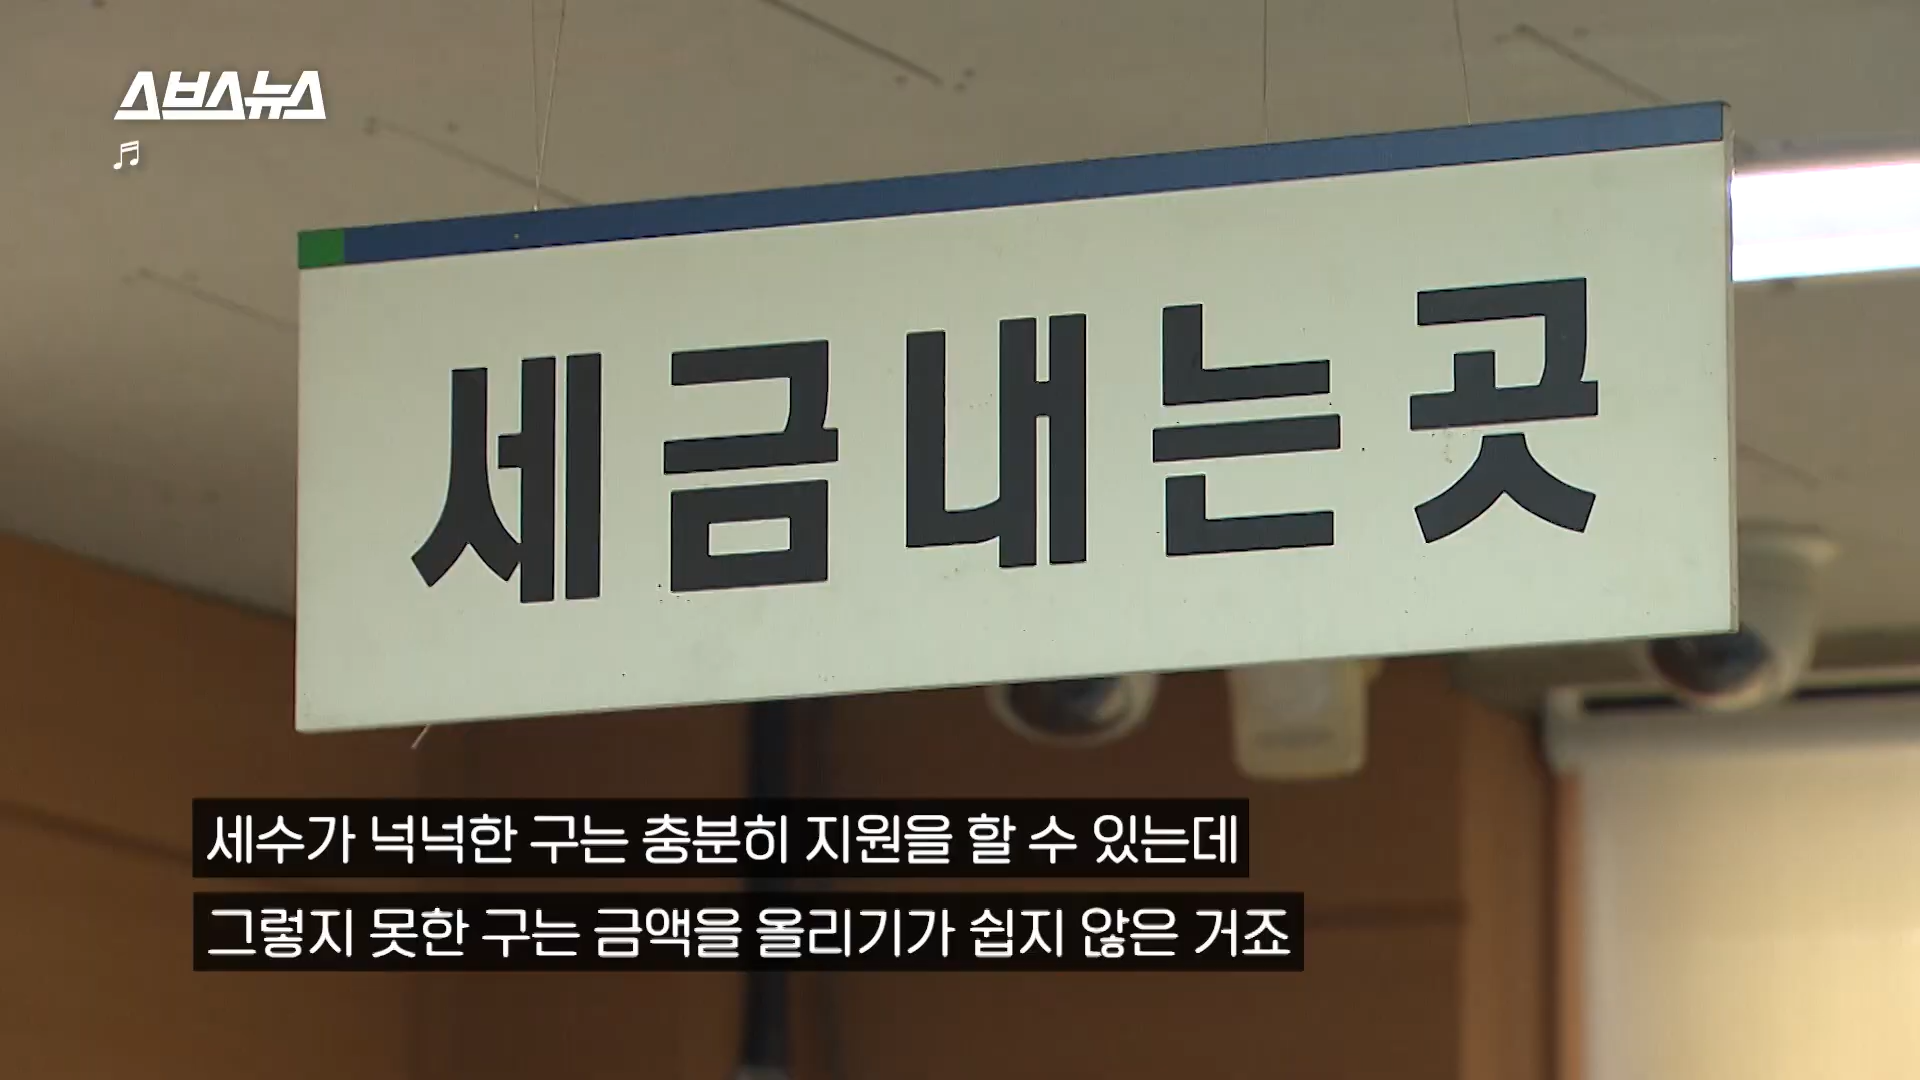 스브스뉴스
세금내는곳
세수가 넉넉한 구는 충분히 지원을 할 수 있는데
그렇지 못한 구는 금액을 올리기가 쉽지 않은 거죠